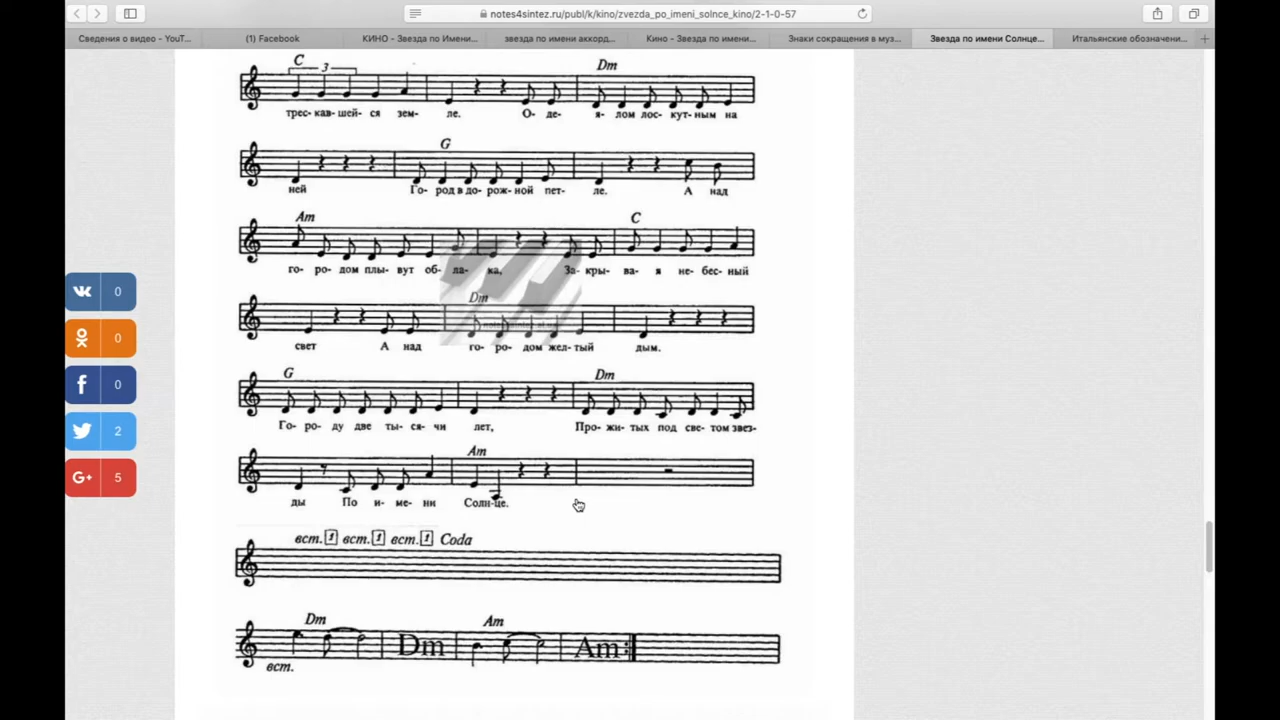 notes4sintez.ru/publ/k/kino/zvezda_po_imeni_solnce_kino/2-1-0-57
Сведения о видео - YouT...
(1) Facebook
КИНО - Звезда по Имени...
звезда по имени аккорд...
Кино - Звезда по имени...
Знаки сокращения в муз...
Звезда по имени Солнце...
Итальянские обозначени...
C 3 Dm
трес- кав- шей- ся зем- ле. О- де- я- лом лос- кут- ным на
G
ней Го- род в до- рож- ной пет- ле. А над
Am C
го- ро- дом плы- вут об- ла- ка, За- кры- ва- я не- бес- ный
Dm
свет А над го- ро- дом жел- тый дым.
G Dm
Го- ро- ду две ты- ся- чи лет, Про- жи- тых под све- том звез-
Am
ды По и- ме- ни Солн- це.
вст. 1 вст. 1 вст. 1 Coda
Dm Am
Dm Am
вст.
0
0
0
2
5